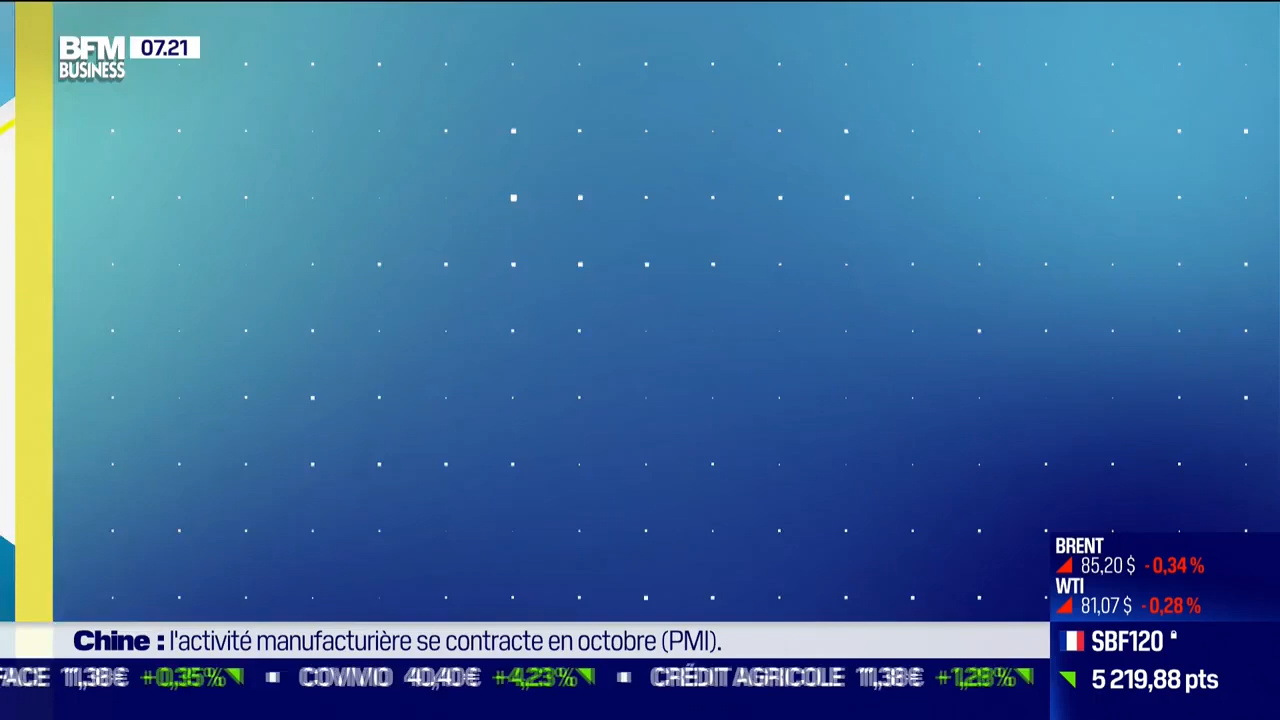 BFM
BUSINESS
07.21
BRENT
85,20 $ -0,34 %
WTI
81,07 $ -0,28 %
Chine : l'activité manufacturière se contracte en octobre (PMI).
SBF120
5 219,88 pts
FACE 11,38€ +0,35% COVIVIO 40,40€ +4,23% CRÉDIT AGRICOLE 11,38€ +1,28%